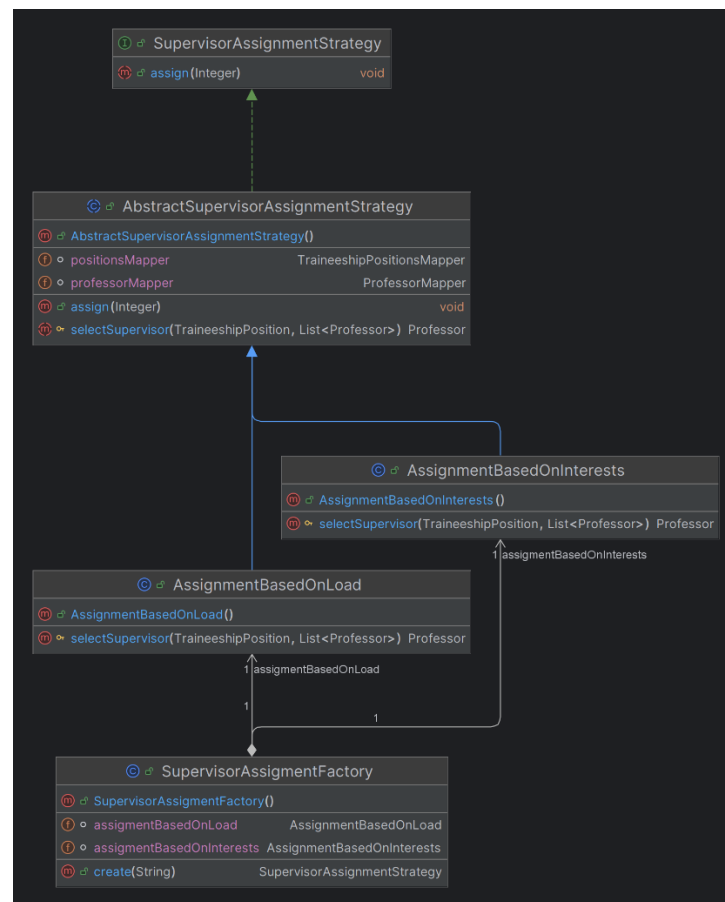 SupervisorAssignmentStrategy
assign(Integer) void
AbstractSupervisorAssignmentStrategy
AbstractSupervisorAssignmentStrategy()
positionsMapper TraineeshipPositionsMapper
professorMapper ProfessorMapper
assign(Integer) void
selectSupervisor(TraineeshipPosition, List<Professor>) Professor
AssignmentBasedOnInterests
AssignmentBasedOnInterests()
selectSupervisor(TraineeshipPosition, List<Professor>) Professor
1 assigmentBasedOnInterests
AssignmentBasedOnLoad
AssignmentBasedOnLoad()
selectSupervisor(TraineeshipPosition, List<Professor>) Professor
1 assigmentBasedOnLoad
1
1
SupervisorAssigmentFactory
SupervisorAssigmentFactory()
assigmentBasedOnLoad AssignmentBasedOnLoad
assigmentBasedOnInterests AssignmentBasedOnInterests
create(String) SupervisorAssignmentStrategy